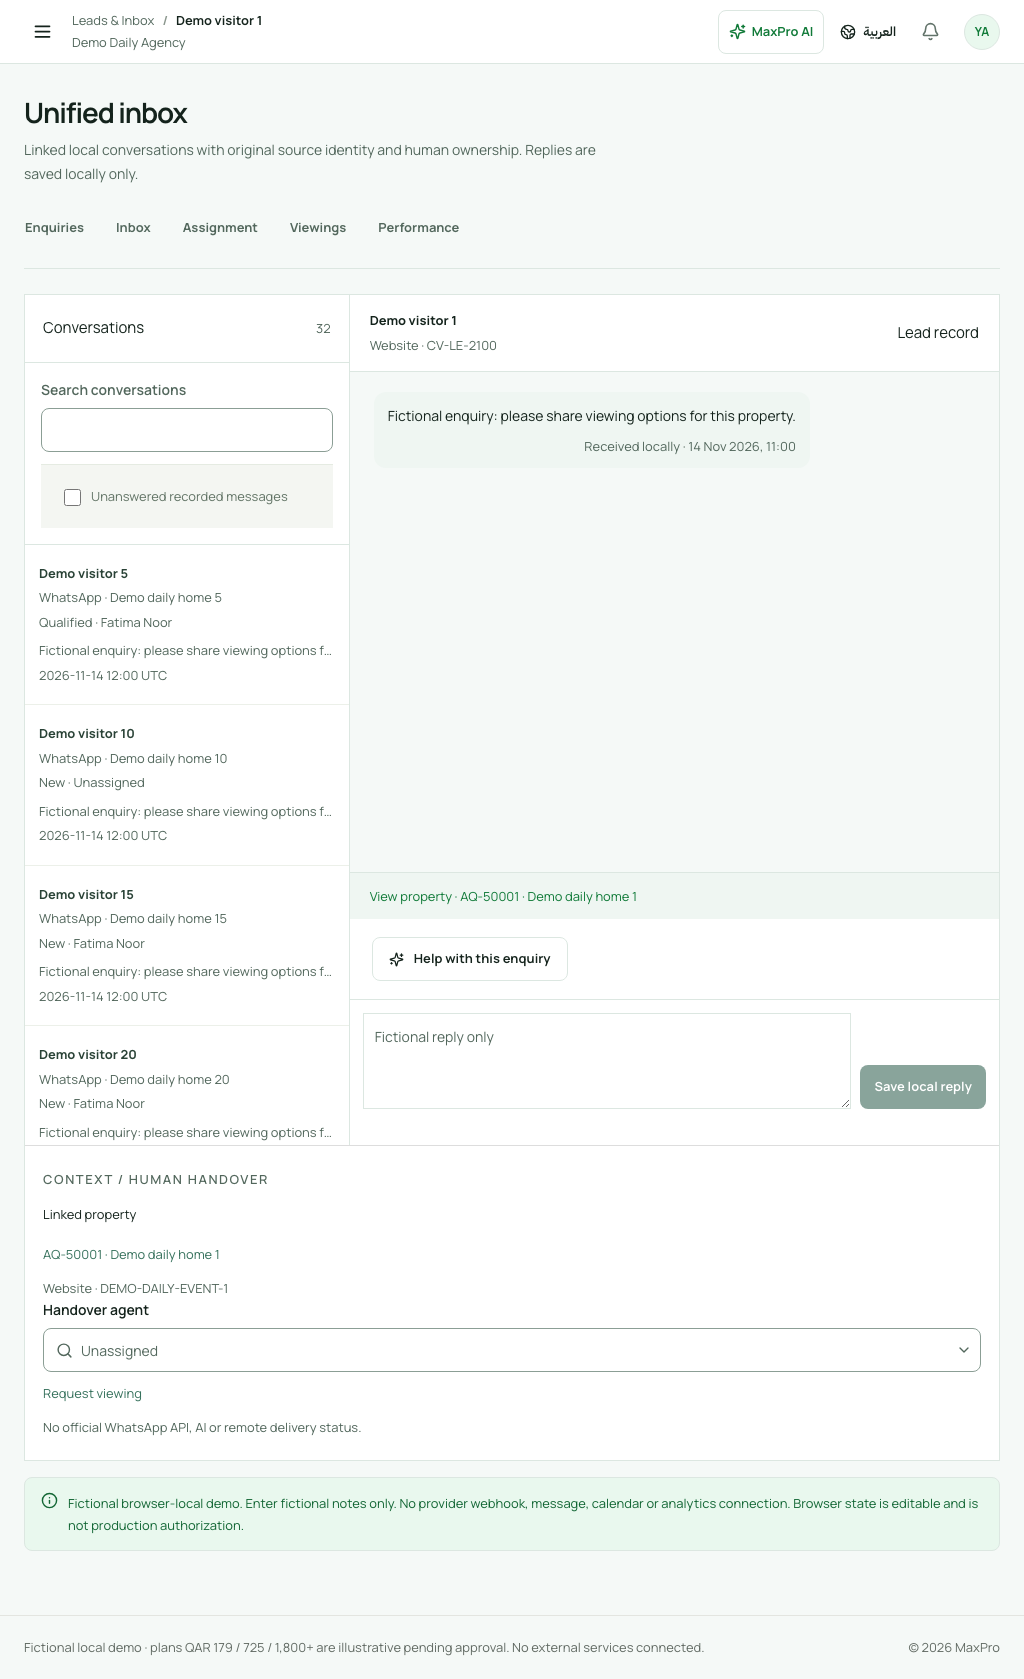 Leads & Inbox / Demo visitor 1
Demo Daily Agency
MaxPro AI
العربية
YA
Unified inbox
Linked local conversations with original source identity and human ownership. Replies are
saved locally only.
Enquiries Inbox Assignment Viewings Performance
Conversations 32
Search conversations
Unanswered recorded messages
Demo visitor 5
WhatsApp · Demo daily home 5
Qualified · Fatima Noor
Fictional enquiry: please share viewing options f...
2026-11-14 12:00 UTC
Demo visitor 10
WhatsApp · Demo daily home 10
New · Unassigned
Fictional enquiry: please share viewing options f...
2026-11-14 12:00 UTC
Demo visitor 15
WhatsApp · Demo daily home 15
New · Fatima Noor
Fictional enquiry: please share viewing options f...
2026-11-14 12:00 UTC
Demo visitor 20
WhatsApp · Demo daily home 20
New · Fatima Noor
Fictional enquiry: please share viewing options f...
Demo visitor 1
Website · CV-LE-2100
Lead record
Fictional enquiry: please share viewing options for this property.
Received locally · 14 Nov 2026, 11:00
View property · AQ-50001 · Demo daily home 1
Help with this enquiry
Fictional reply only
Save local reply
CONTEXT / HUMAN HANDOVER
Linked property
AQ-50001 · Demo daily home 1
Website · DEMO-DAILY-EVENT-1
Handover agent
Unassigned
Request viewing
No official WhatsApp API, AI or remote delivery status.
Fictional browser-local demo. Enter fictional notes only. No provider webhook, message, calendar or analytics connection. Browser state is editable and is
not production authorization.
Fictional local demo · plans QAR 179 / 725 / 1,800+ are illustrative pending approval. No external services connected.
© 2026 MaxPro